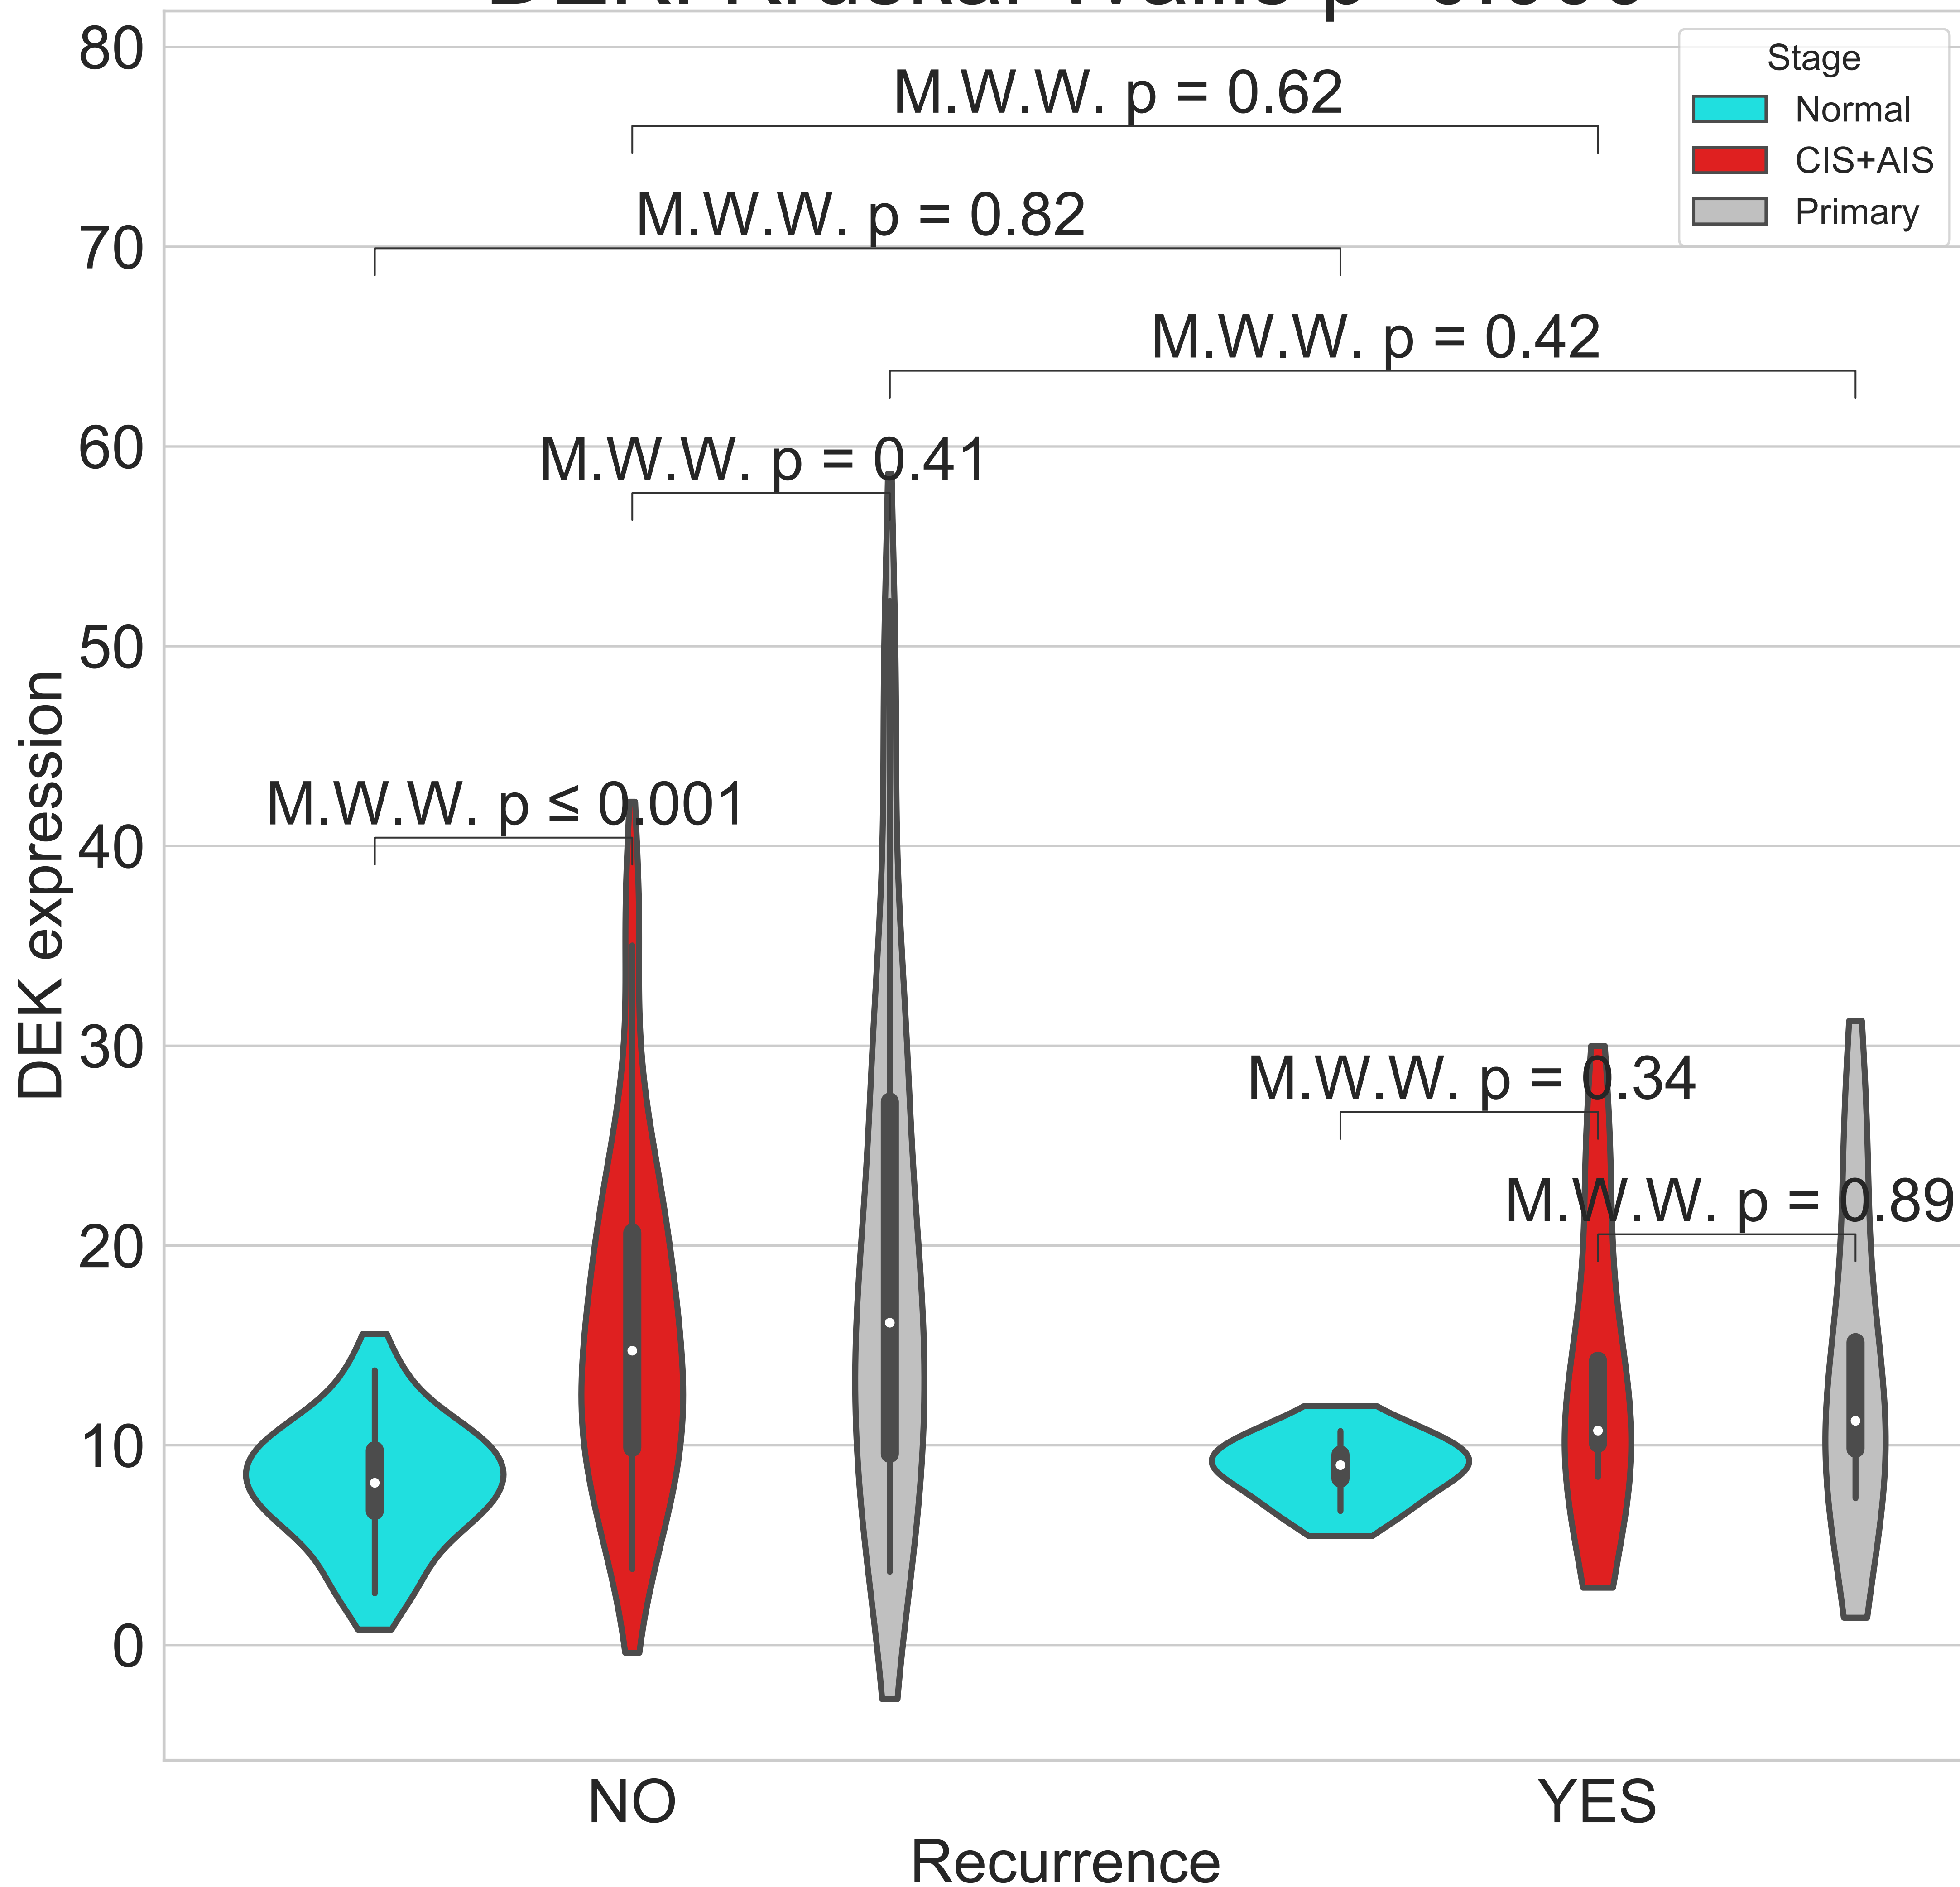 80
70
60
50
40
30
20
10
0
DEK expression
Stage
Normal
CIS+AIS
Primary
M.W.W. p = 0.62
M.W.W. p = 0.82
M.W.W. p = 0.42
M.W.W. p = 0.41
M.W.W. p ≤ 0.001
M.W.W. p = 0.34
M.W.W. p = 0.89
NO
YES
Recurrence